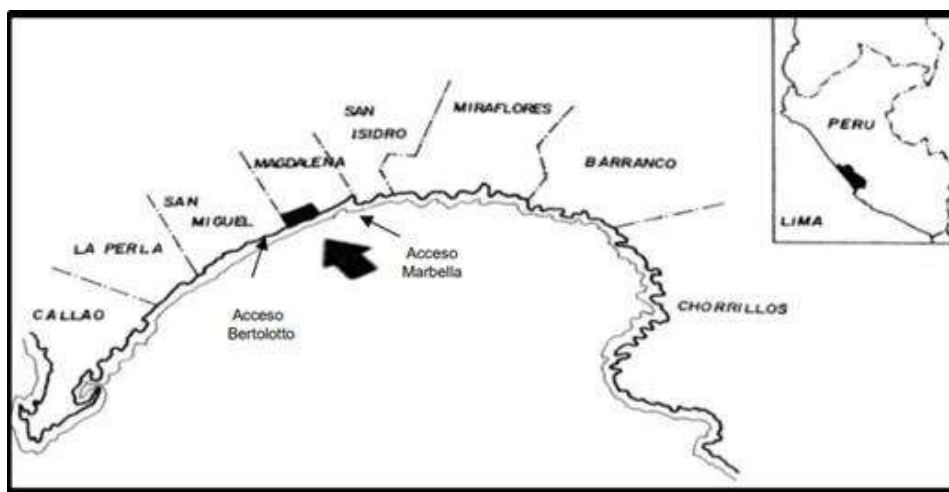 SAN
ISIDRO
MIRAFLORES
MAGDALENA
BARRANCO
SAN
MIGUEL
LA PERLA
CALLAO
Acceso
Marbella
Acceso
Bertolotto
CHORRILLOS
PERU
LIMA